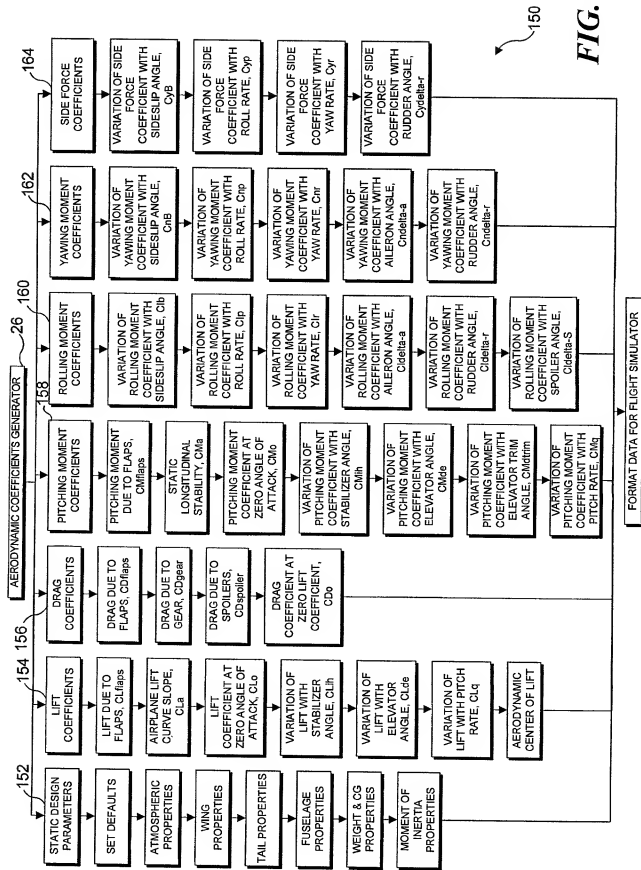 AERODYNAMIC COEFFICIENTS GENERATOR
26
152
STATIC DESIGN
PARAMETERS
SET DEFAULTS
ATMOSPHERIC
PROPERTIES
WING
PROPERTIES
TAIL PROPERTIES
FUSELAGE
PROPERTIES
WEIGHT & CG
PROPERTIES
MOMENT OF
INERTIA PROPERTIES
154
LIFT
COEFFICIENTS
LIFT DUE TO
FLAPS, CLflaps
AIRPLANE LIFT
CURVE SLOPE,
CLa
LIFT
COEFFICIENT AT
ZERO ANGLE OF
ATTACK, CLo
VARIATION OF
LIFT WITH
STABILIZER
ANGLE, CLih
VARIATION OF
LIFT WITH
ELEVATOR
ANGLE, CLde
VARIATION OF
LIFT WITH PITCH
RATE, CLq
AERODYNAMIC
CENTER OF LIFT
156
DRAG
COEFFICIENTS
DRAG DUE TO
FLAPS, CDflaps
DRAG DUE TO
GEAR, CDgear
DRAG DUE TO
SPOILERS,
CDspoiler
DRAG
COEFFICIENT AT
ZERO LIFT
COEFFICIENT,
CDo
158
PITCHING MOMENT
COEFFICIENTS
PITCHING MOMENT
DUE TO FLAPS,
CMflaps
STATIC
LONGITUDINAL
STABILITY, CMa
PITCHING MOMENT
COEFFICIENT AT
ZERO ANGLE OF
ATTACK, CMo
VARIATION OF
PITCHING MOMENT
COEFFICIENT WITH
STABILIZER ANGLE,
CMih
VARIATION OF
PITCHING MOMENT
COEFFICIENT WITH
ELEVATOR ANGLE,
CMde
VARIATION OF
PITCHING MOMENT
COEFFICIENT WITH
ELEVATOR TRIM
ANGLE, CMdtrim
VARIATION OF
PITCHING MOMENT
COEFFICIENT WITH
PITCH RATE, CMq
160
ROLLING MOMENT
COEFFICIENTS
VARIATION OF
ROLLING MOMENT
COEFFICIENT WITH
SIDESLIP ANGLE, Clb
VARIATION OF
ROLLING MOMENT
COEFFICIENT WITH
ROLL RATE, Clp
VARIATION OF
ROLLING MOMENT
COEFFICIENT WITH
YAW RATE, Clr
VARIATION OF
ROLLING MOMENT
COEFFICIENT WITH
AILERON ANGLE,
Cldelta-a
VARIATION OF
ROLLING MOMENT
COEFFICIENT WITH
RUDDER ANGLE,
Cldelta-r
VARIATION OF
ROLLING MOMENT
COEFFICIENT WITH
SPOILER ANGLE,
Cldelta-S
162
YAWING MOMENT
COEFFICIENTS
VARIATION OF
YAWING MOMENT
COEFFICIENT WITH
SIDESLIP ANGLE,
CnB
VARIATION OF
YAWING MOMENT
COEFFICIENT WITH
ROLL RATE, Cnp
VARIATION OF
YAWING MOMENT
COEFFICIENT WITH
YAW RATE, Cnr
VARIATION OF
YAWING MOMENT
COEFFICIENT WITH
AILERON ANGLE,
Cndelta-a
VARIATION OF
YAWING MOMENT
COEFFICIENT WITH
RUDDER ANGLE,
Cndelta-r
164
SIDE FORCE
COEFFICIENTS
VARIATION OF SIDE
FORCE
COEFFICIENT WITH
SIDESLIP ANGLE,
CyB
VARIATION OF SIDE
FORCE
COEFFICIENT WITH
ROLL RATE, Cyp
VARIATION OF SIDE
FORCE
COEFFICIENT WITH
YAW RATE, Cyr
VARIATION OF SIDE
FORCE
COEFFICIENT WITH
RUDDER ANGLE,
Cydelta-r
FORMAT DATA FOR FLIGHT SIMULATOR
150
FIG.